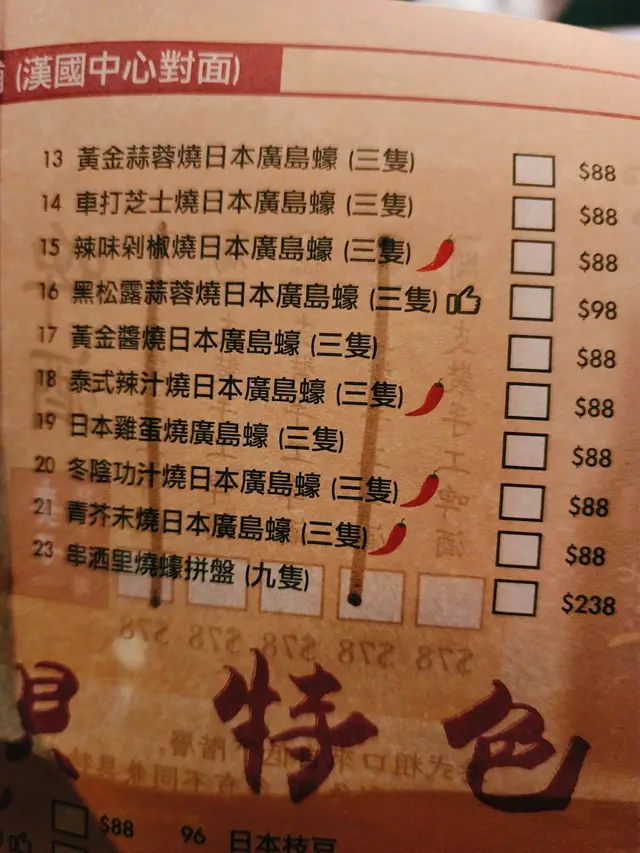 (漢國中心對面)
13 黃金蒜蓉燒日本廣島蠔 (三隻) $88
14 車打芝士燒日本廣島蠔 (三隻) $88
15 辣味剁椒燒日本廣島蠔 (三隻) $88
16 黑松露蒜蓉燒日本廣島蠔 (三隻) $98
17 黃金醬燒日本廣島蠔 (三隻) $88
18 泰式辣汁燒日本廣島蠔 (三隻) $88
19 日本雞蛋燒廣島蠔 (三隻) $88
20 冬陰功汁燒日本廣島蠔 (三隻) $88
21 青芥末燒日本廣島蠔 (三隻) $88
23 串洒里燒蠔拼盤 (九隻) $238
特色
$88 96 日本枝豆